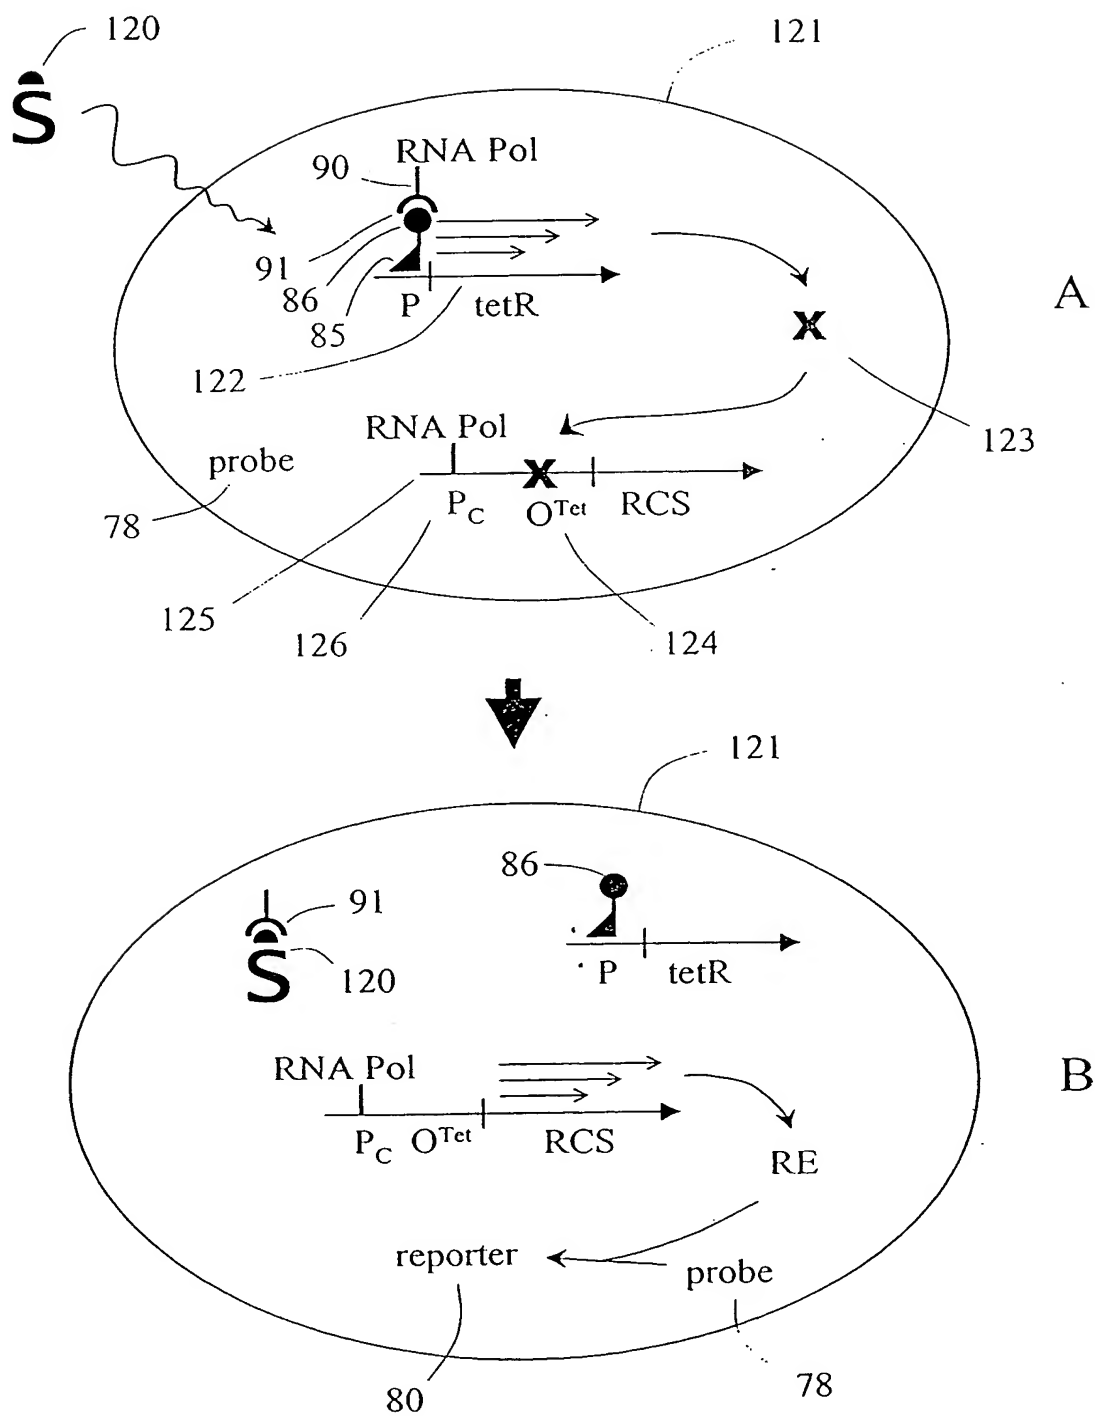 120
121
S
RNA Pol
90
91
86
85
P tetR
A
X
122
123
RNA Pol
probe
X
P_C O^Tet RCS
78
125
126
124
121
86
91
120
S
P tetR
RNA Pol
B
P_C O^Tet RCS
RE
reporter
probe
78
80